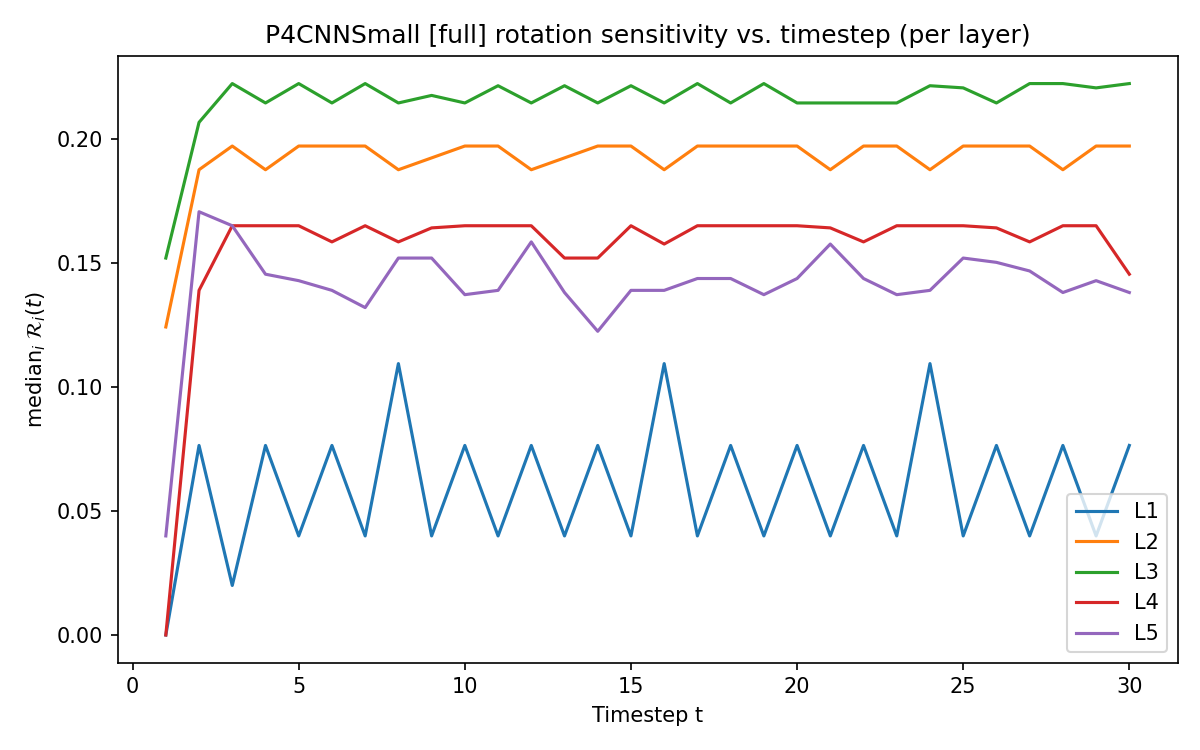 P4CNNSmall [full] rotation sensitivity vs. timestep (per layer)
median$_i$ $\mathcal{R}_i(t)$
0.20
0.15
0.10
0.05
0.00
0 5 10 15 20 25 30
Timestep t
L1
L2
L3
L4
L5